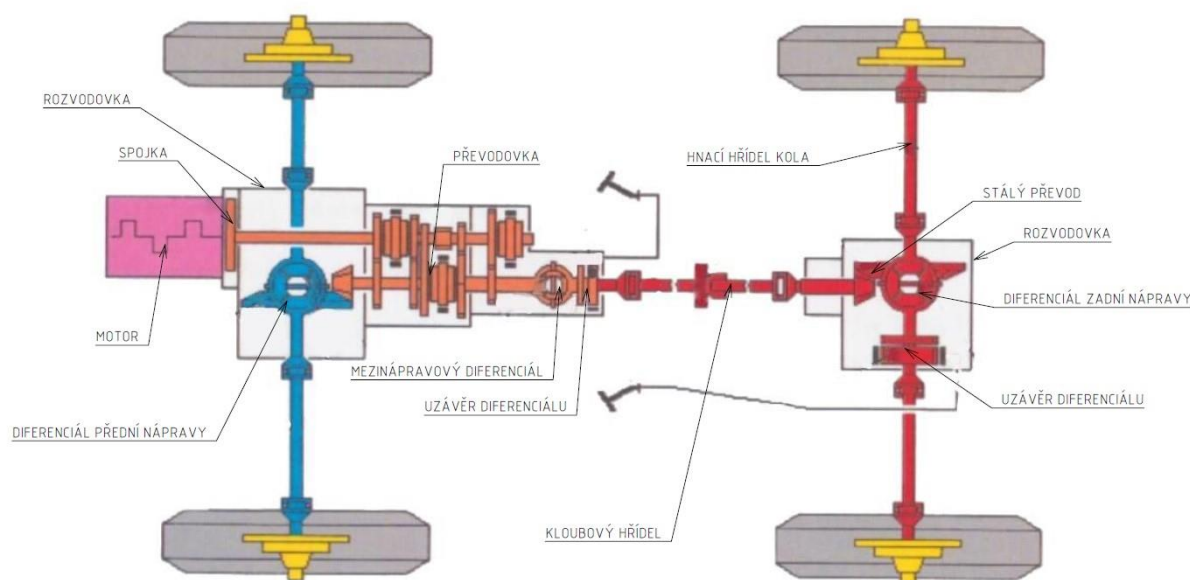 ROZVODOVKA
SPOJKA
PŘEVODOVKA
HNACÍ HŘÍDEL KOLA
STÁLÝ PŘEVOD
ROZVODOVKA
DIFERENCIÁL ZADNÍ NÁPRAVY
MOTOR
MEZINÁPRAVOVÝ DIFERENCIÁL
UZÁVĚR DIFERENCIÁLU
UZÁVĚR DIFERENCIÁLU
DIFERENCIÁL PŘEDNÍ NÁPRAVY
KLOUBOVÝ HŘÍDEL